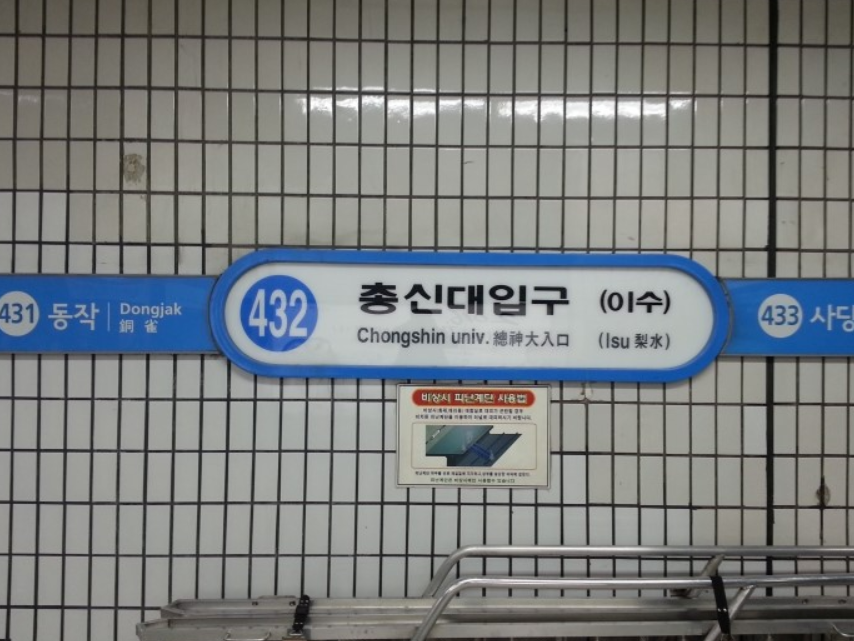 431 동작 Dongjak
銅雀
432 총신대입구 (이수)
Chongshin univ. 總神大入口 (Isu 梨水)
433 사당
비상시 피난계단 사용법